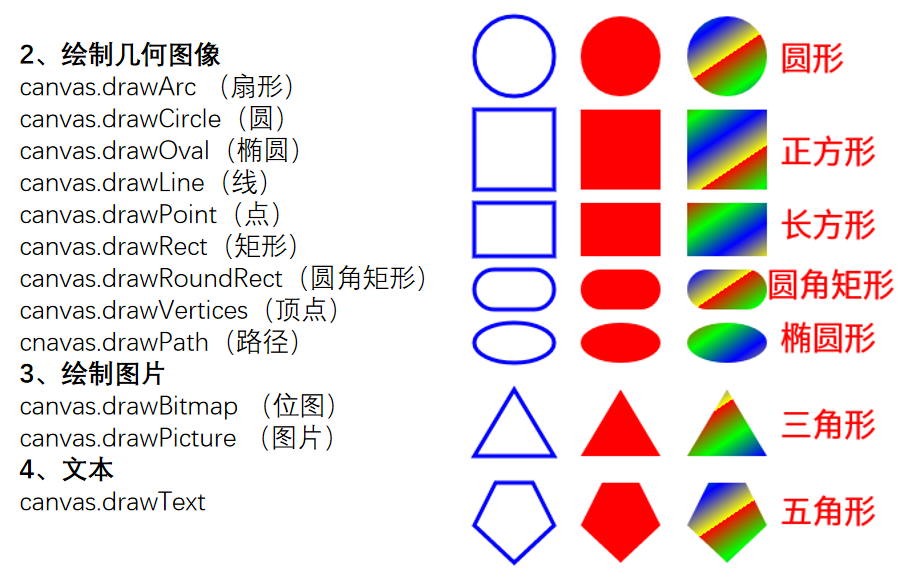 2、绘制几何图像
canvas.drawArc （扇形）
canvas.drawCircle（圆）
canvas.drawOval（椭圆）
canvas.drawLine（线）
canvas.drawPoint（点）
canvas.drawRect（矩形）
canvas.drawRoundRect（圆角矩形）
canvas.drawVertices（顶点）
cnavas.drawPath（路径）
3、绘制图片
canvas.drawBitmap （位图）
canvas.drawPicture （图片）
4、文本
canvas.drawText
圆形
正方形
长方形
圆角矩形
椭圆形
三角形
五角形